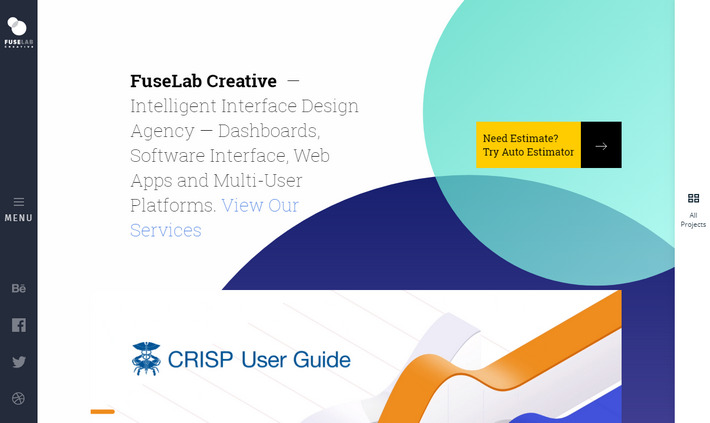 FUSELAB
CREATIVE
MENU
FuseLab Creative —
Intelligent Interface Design
Agency — Dashboards,
Software Interface, Web
Apps and Multi-User
Platforms. View Our
Services
Need Estimate?
Try Auto Estimator
All
Projects
CRISP User Guide